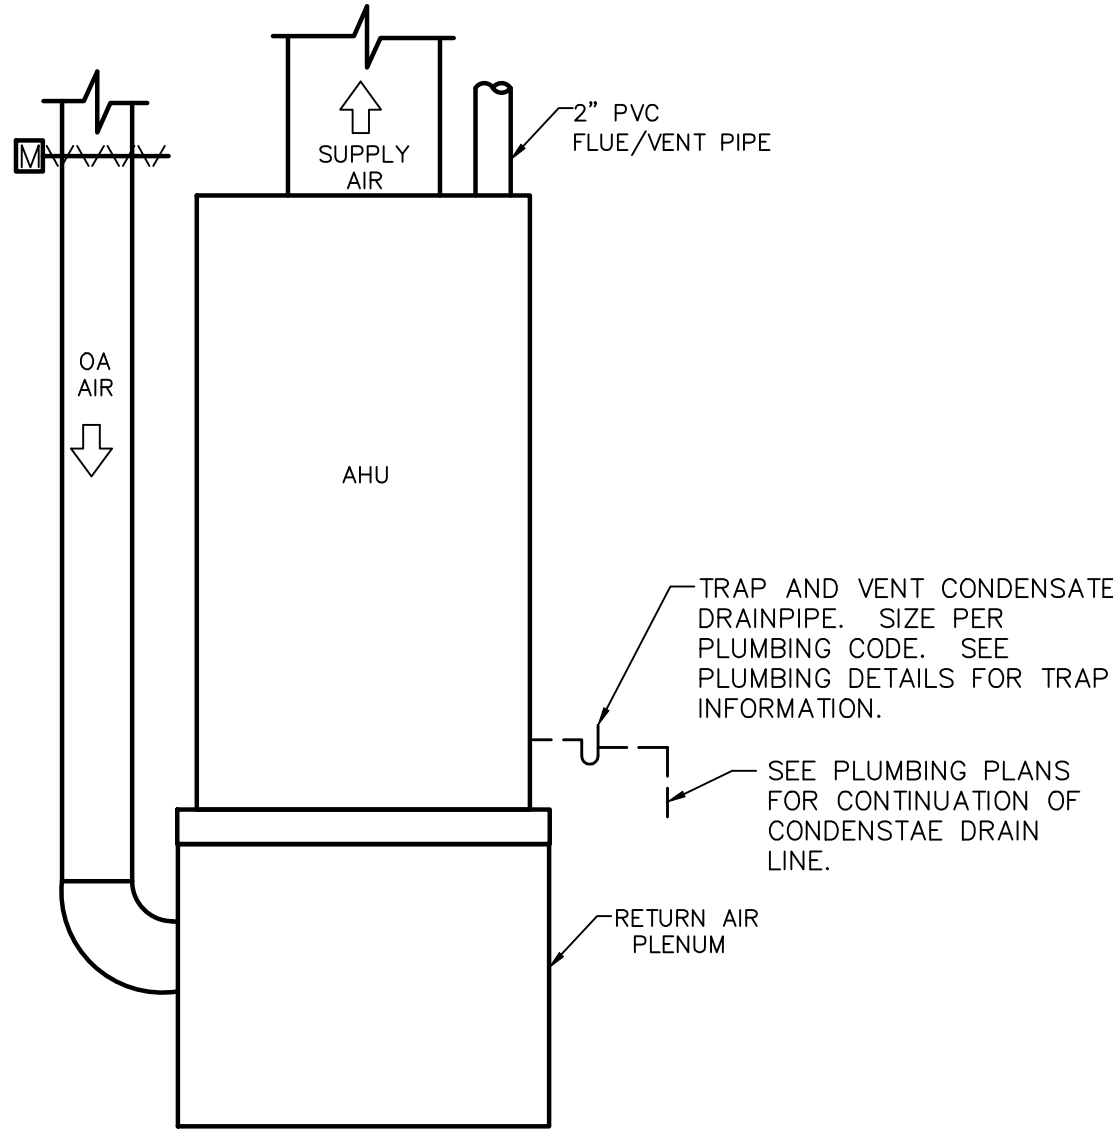 2" PVC
FLUE/VENT PIPE
SUPPLY
AIR
M
OA
AIR
AHU
TRAP AND VENT CONDENSATE
DRAINPIPE. SIZE PER
PLUMBING CODE. SEE
PLUMBING DETAILS FOR TRAP
INFORMATION.
SEE PLUMBING PLANS
FOR CONTINUATION OF
CONDENSTAE DRAIN
LINE.
RETURN AIR
PLENUM